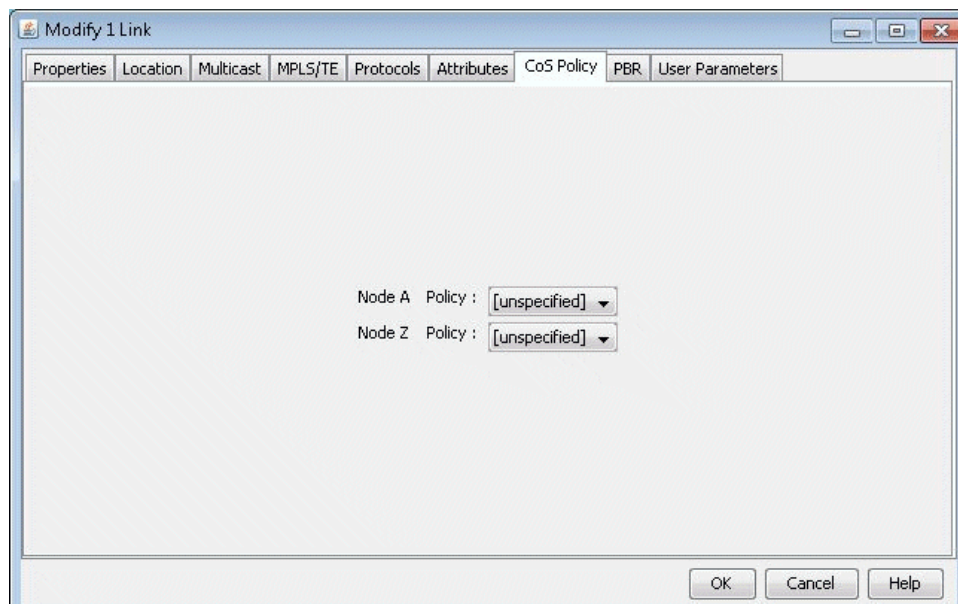 Modify 1 Link
Properties Location Multicast MPLS/TE Protocols Attributes CoS Policy PBR User Parameters
Node A Policy : [unspecified]
Node Z Policy : [unspecified]
OK Cancel Help